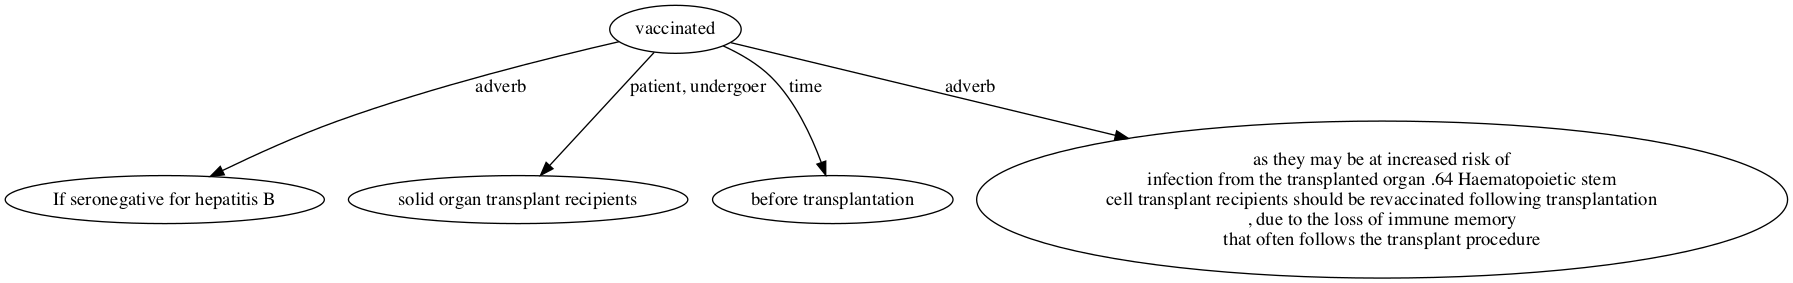 vaccinated
adverb
patient, undergoer
time
adverb
If seronegative for hepatitis B
solid organ transplant recipients
before transplantation
as they may be at increased risk of
infection from the transplanted organ .64 Haematopoietic stem
cell transplant recipients should be revaccinated following transplantation
, due to the loss of immune memory
that often follows the transplant procedure